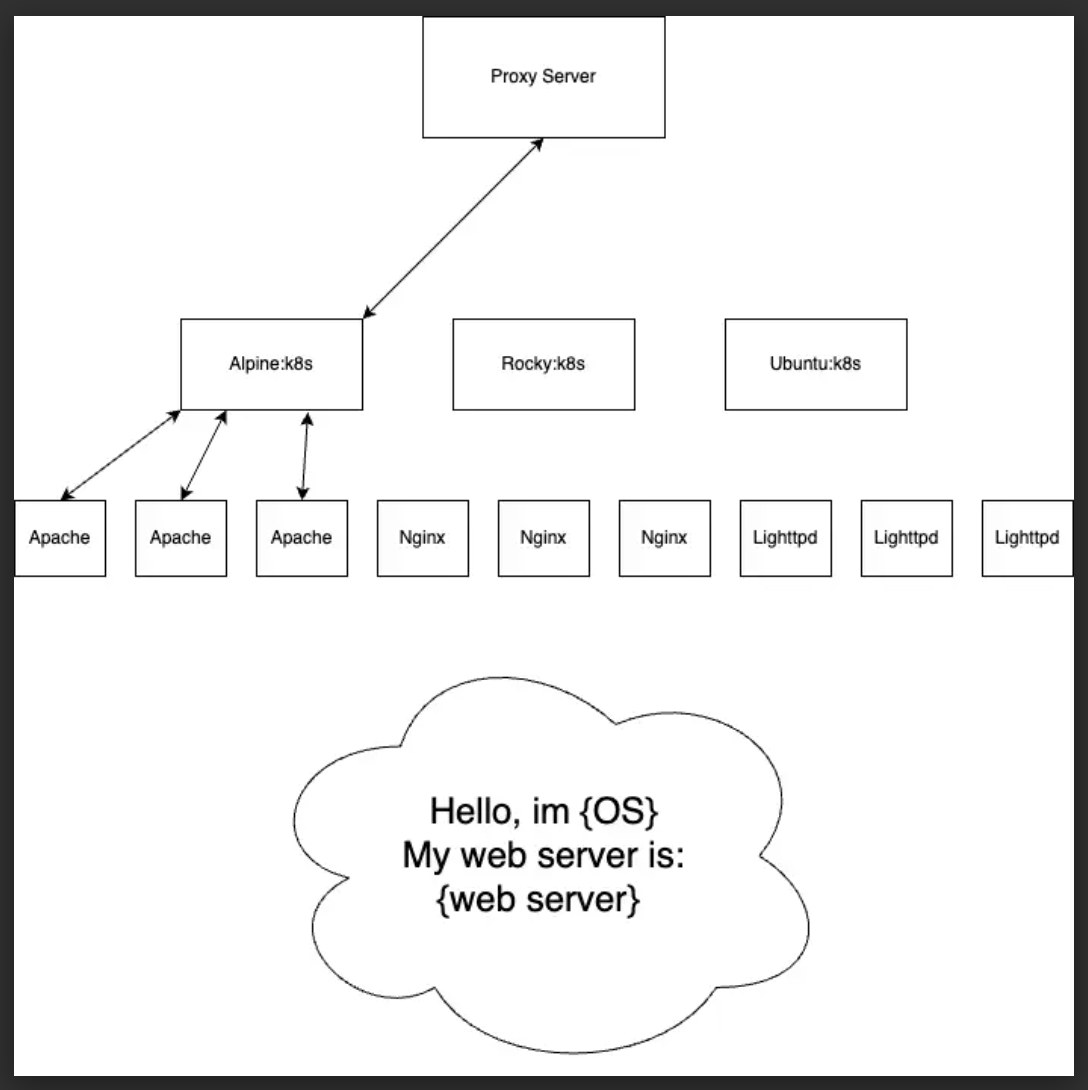 Proxy Server
Alpine:k8s
Rocky:k8s
Ubuntu:k8s
Apache
Apache
Apache
Nginx
Nginx
Nginx
Lighttpd
Lighttpd
Lighttpd
Hello, im {OS}
My web server is:
{web server}